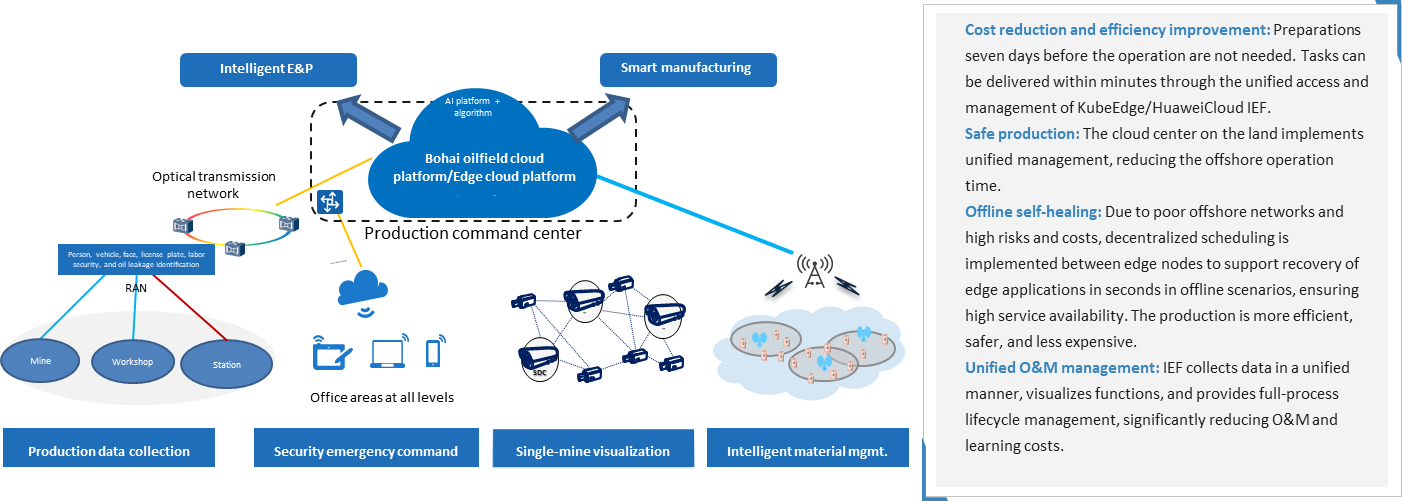 Intelligent E&P
Smart manufacturing
AI platform +
algorithm
Bohai oilfield cloud
platform/Edge cloud platform
Optical transmission
network
Production command center
Person, vehicle, face, license plate, labor
security, and oil leakage identification
RAN
Mine
Workshop
Station
Office areas at all levels
SDC
Production data collection
Security emergency command
Single-mine visualization
Intelligent material mgmt.
Cost reduction and efficiency improvement: Preparations
seven days before the operation are not needed. Tasks can
be delivered within minutes through the unified access and
management of KubeEdge/HuaweiCloud IEF.
Safe production: The cloud center on the land implements
unified management, reducing the offshore operation
time.
Offline self-healing: Due to poor offshore networks and
high risks and costs, decentralized scheduling is
implemented between edge nodes to support recovery of
edge applications in seconds in offline scenarios, ensuring
high service availability. The production is more efficient,
safer, and less expensive.
Unified O&M management: IEF collects data in a unified
manner, visualizes functions, and provides full-process
lifecycle management, significantly reducing O&M and
learning costs.